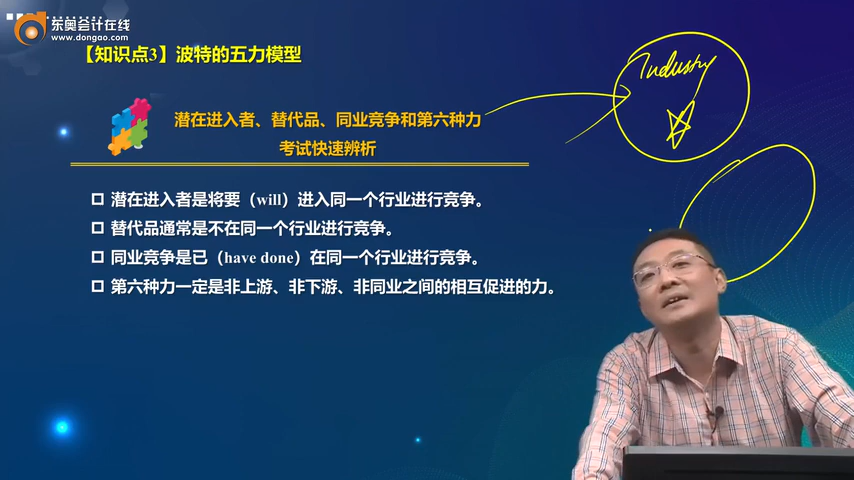 东奥会计在线
www.dongao.com
【知识点3】波特的五力模型
Industry
潜在进入者、替代品、同业竞争和第六种力
考试快速辨析
潜在进入者是将要（will）进入同一个行业进行竞争。
替代品通常是不在同一个行业进行竞争。
同业竞争是已（have done）在同一个行业进行竞争。
第六种力一定是非上游、非下游、非同业之间的相互促进的力。